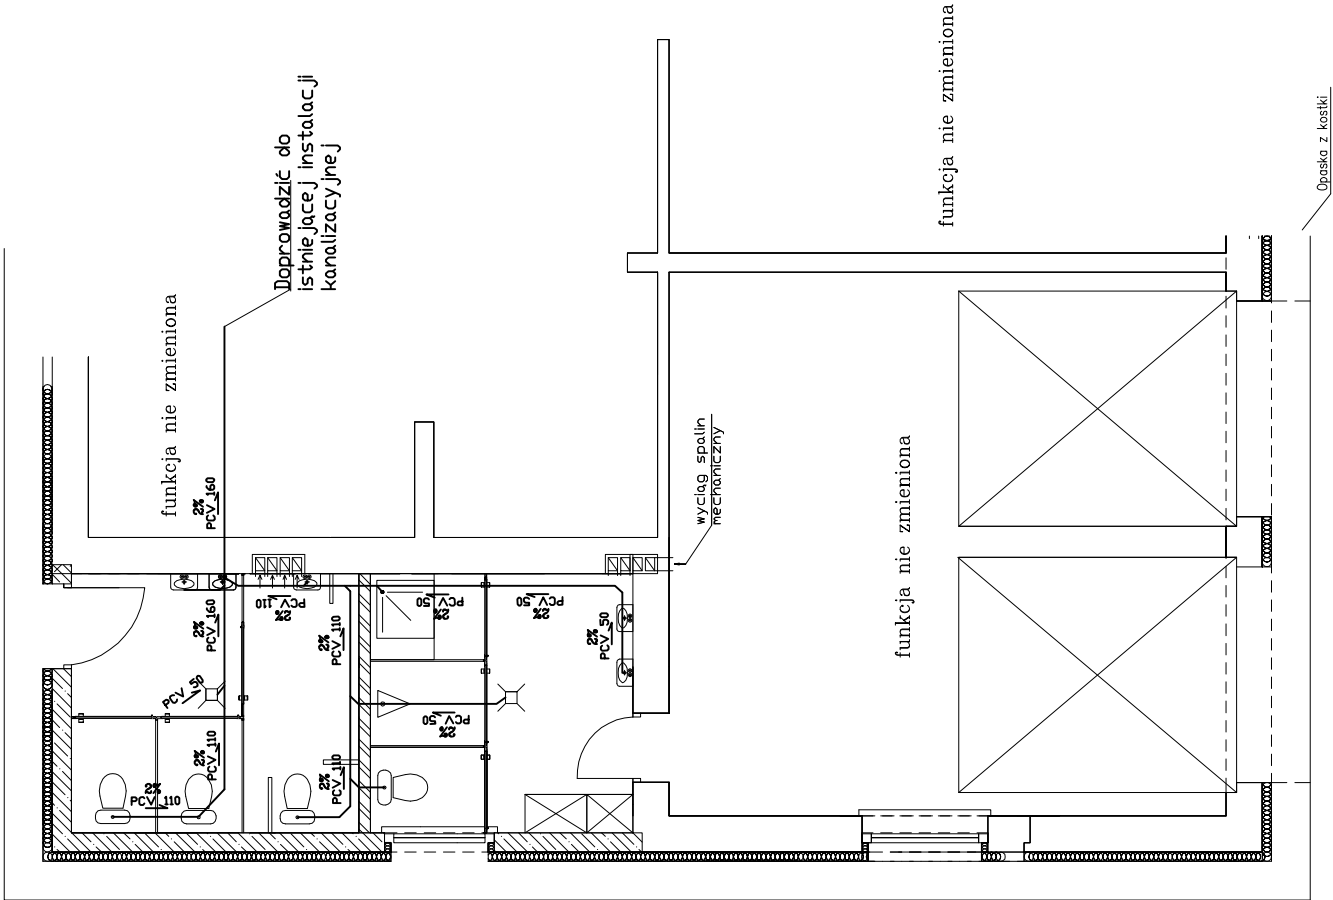 funkcja nie zmieniona
Opaska z kostki
Doprowadzić do
istniejącej instalacji
kanalizacyjnej
funkcja nie zmieniona
wyciąg spalin
mechaniczny
funkcja nie zmieniona
2%
PCV 160
2%
PCV 110
2%
PCV 160
2%
PCV 110
2%
PCV 50
2%
PCV 50
2%
PCV 50
PCV 50
2%
PCV 50
2%
PCV 110
2%
PCV 110
2%
PCV 110